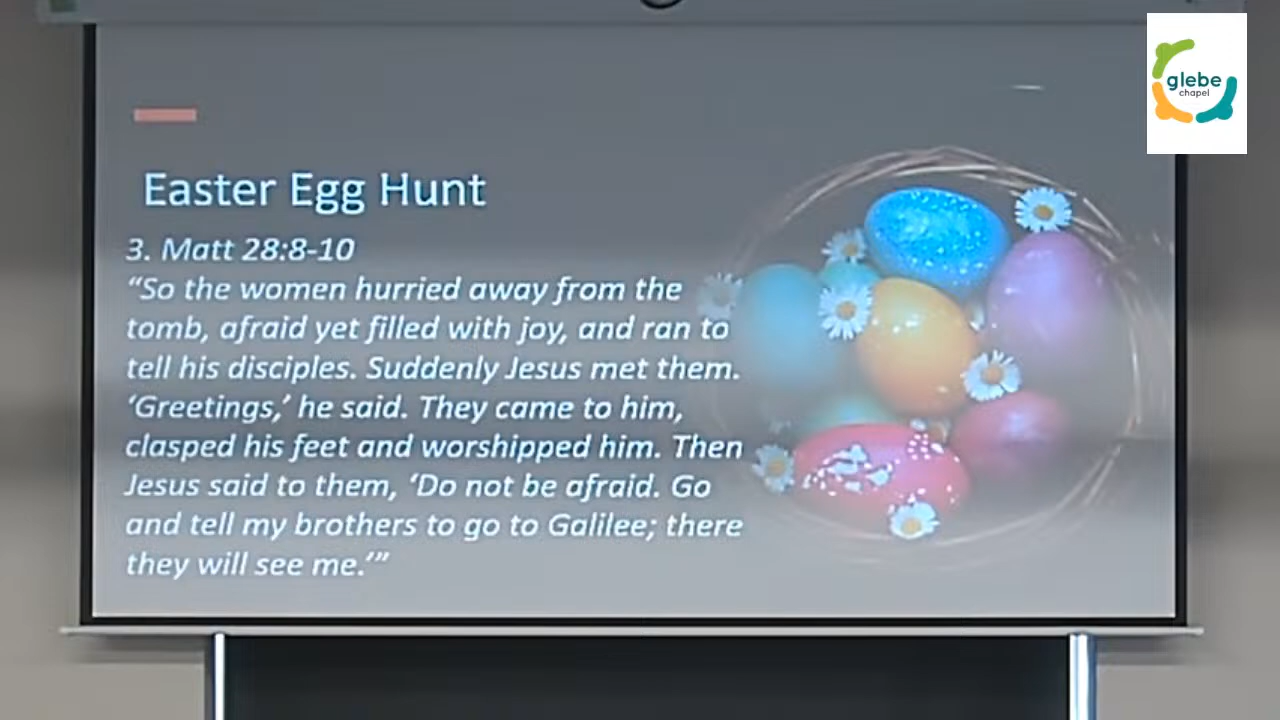 glebe
chapel
Easter Egg Hunt
3. Matt 28:8-10
“So the women hurried away from the
tomb, afraid yet filled with joy, and ran to
tell his disciples. Suddenly Jesus met them.
‘Greetings,’ he said. They came to him,
clasped his feet and worshipped him. Then
Jesus said to them, ‘Do not be afraid. Go
and tell my brothers to go to Galilee; there
they will see me.’”